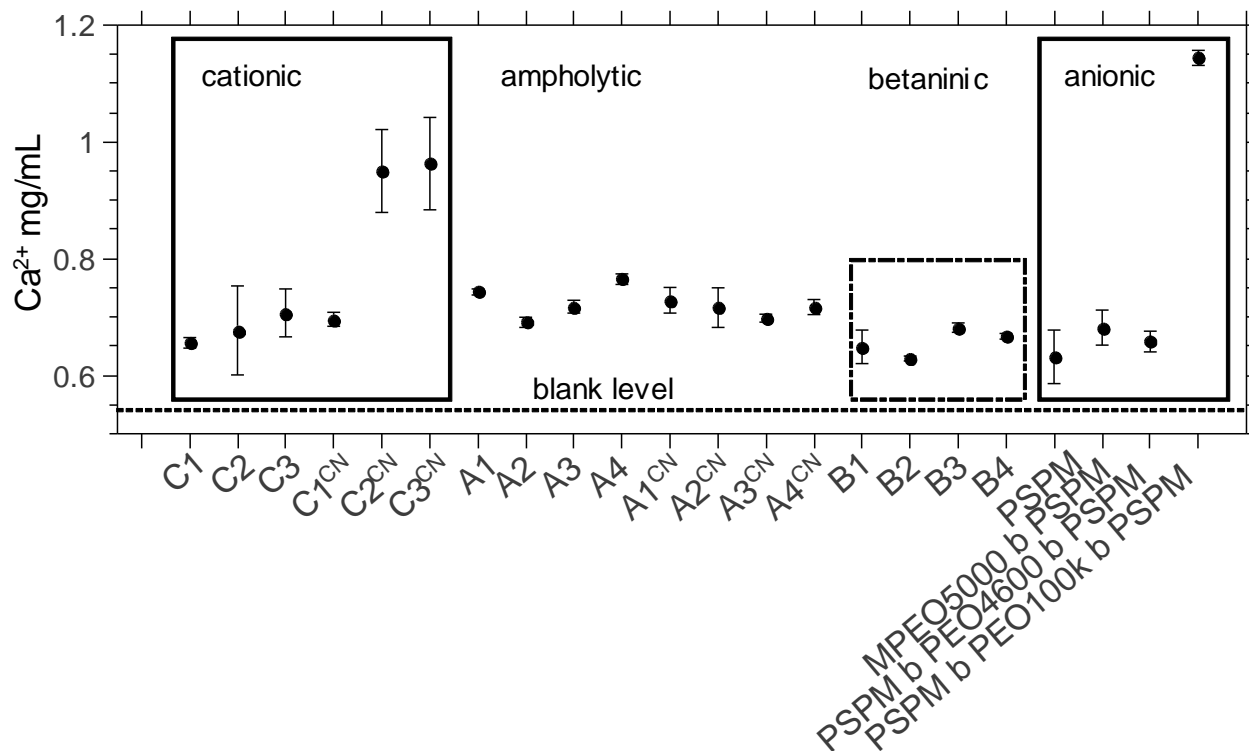 1.2
1
0.8
0.6
Ca²⁺ mg/mL
cationic
ampholytic
betaninic
anionic
blank level
C1
C2
C3
C1ᶜᴺ
C2ᶜᴺ
C3ᶜᴺ
A1
A2
A3
A4
A1ᶜᴺ
A2ᶜᴺ
A3ᶜᴺ
A4ᶜᴺ
B1
B2
B3
B4
PSPM
MPEO5000 b PSPM
PSPM b PEO4600 b PSPM
PSPM b PEO100k b PSPM